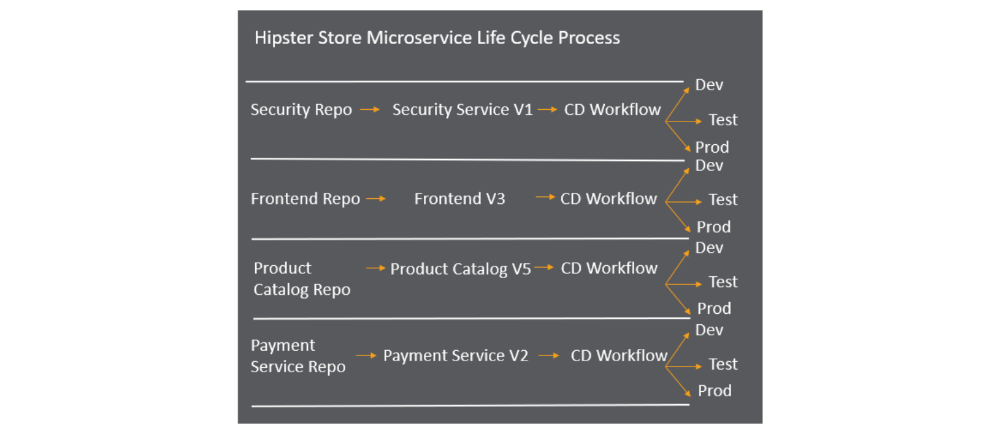 Hipster Store Microservice Life Cycle Process
Security Repo Security Service V1 CD Workflow
Dev
Test
Prod
Frontend Repo Frontend V3 CD Workflow
Dev
Test
Prod
Product
Catalog Repo
Product Catalog V5 CD Workflow
Dev
Test
Prod
Payment
Service Repo
Payment Service V2 CD Workflow
Dev
Test
Prod